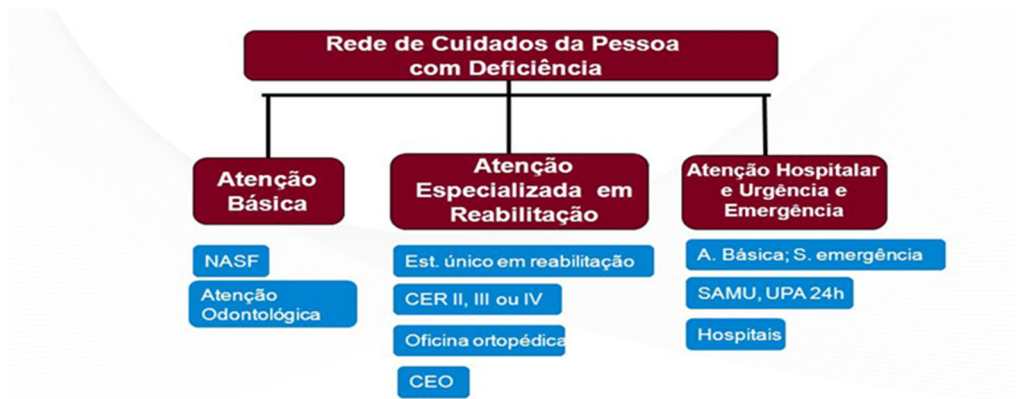 Rede de Cuidados da Pessoa
com Deficiência
Atenção
Básica
NASF
Atenção
Odontológica
Atenção
Especializada em
Reabilitação
Est. único em reabilitação
CER II, III ou IV
Oficina ortopédica
CEO
Atenção Hospitalar
e Urgência e
Emergência
A. Básica; S. emergência
SAMU, UPA 24h
Hospitais